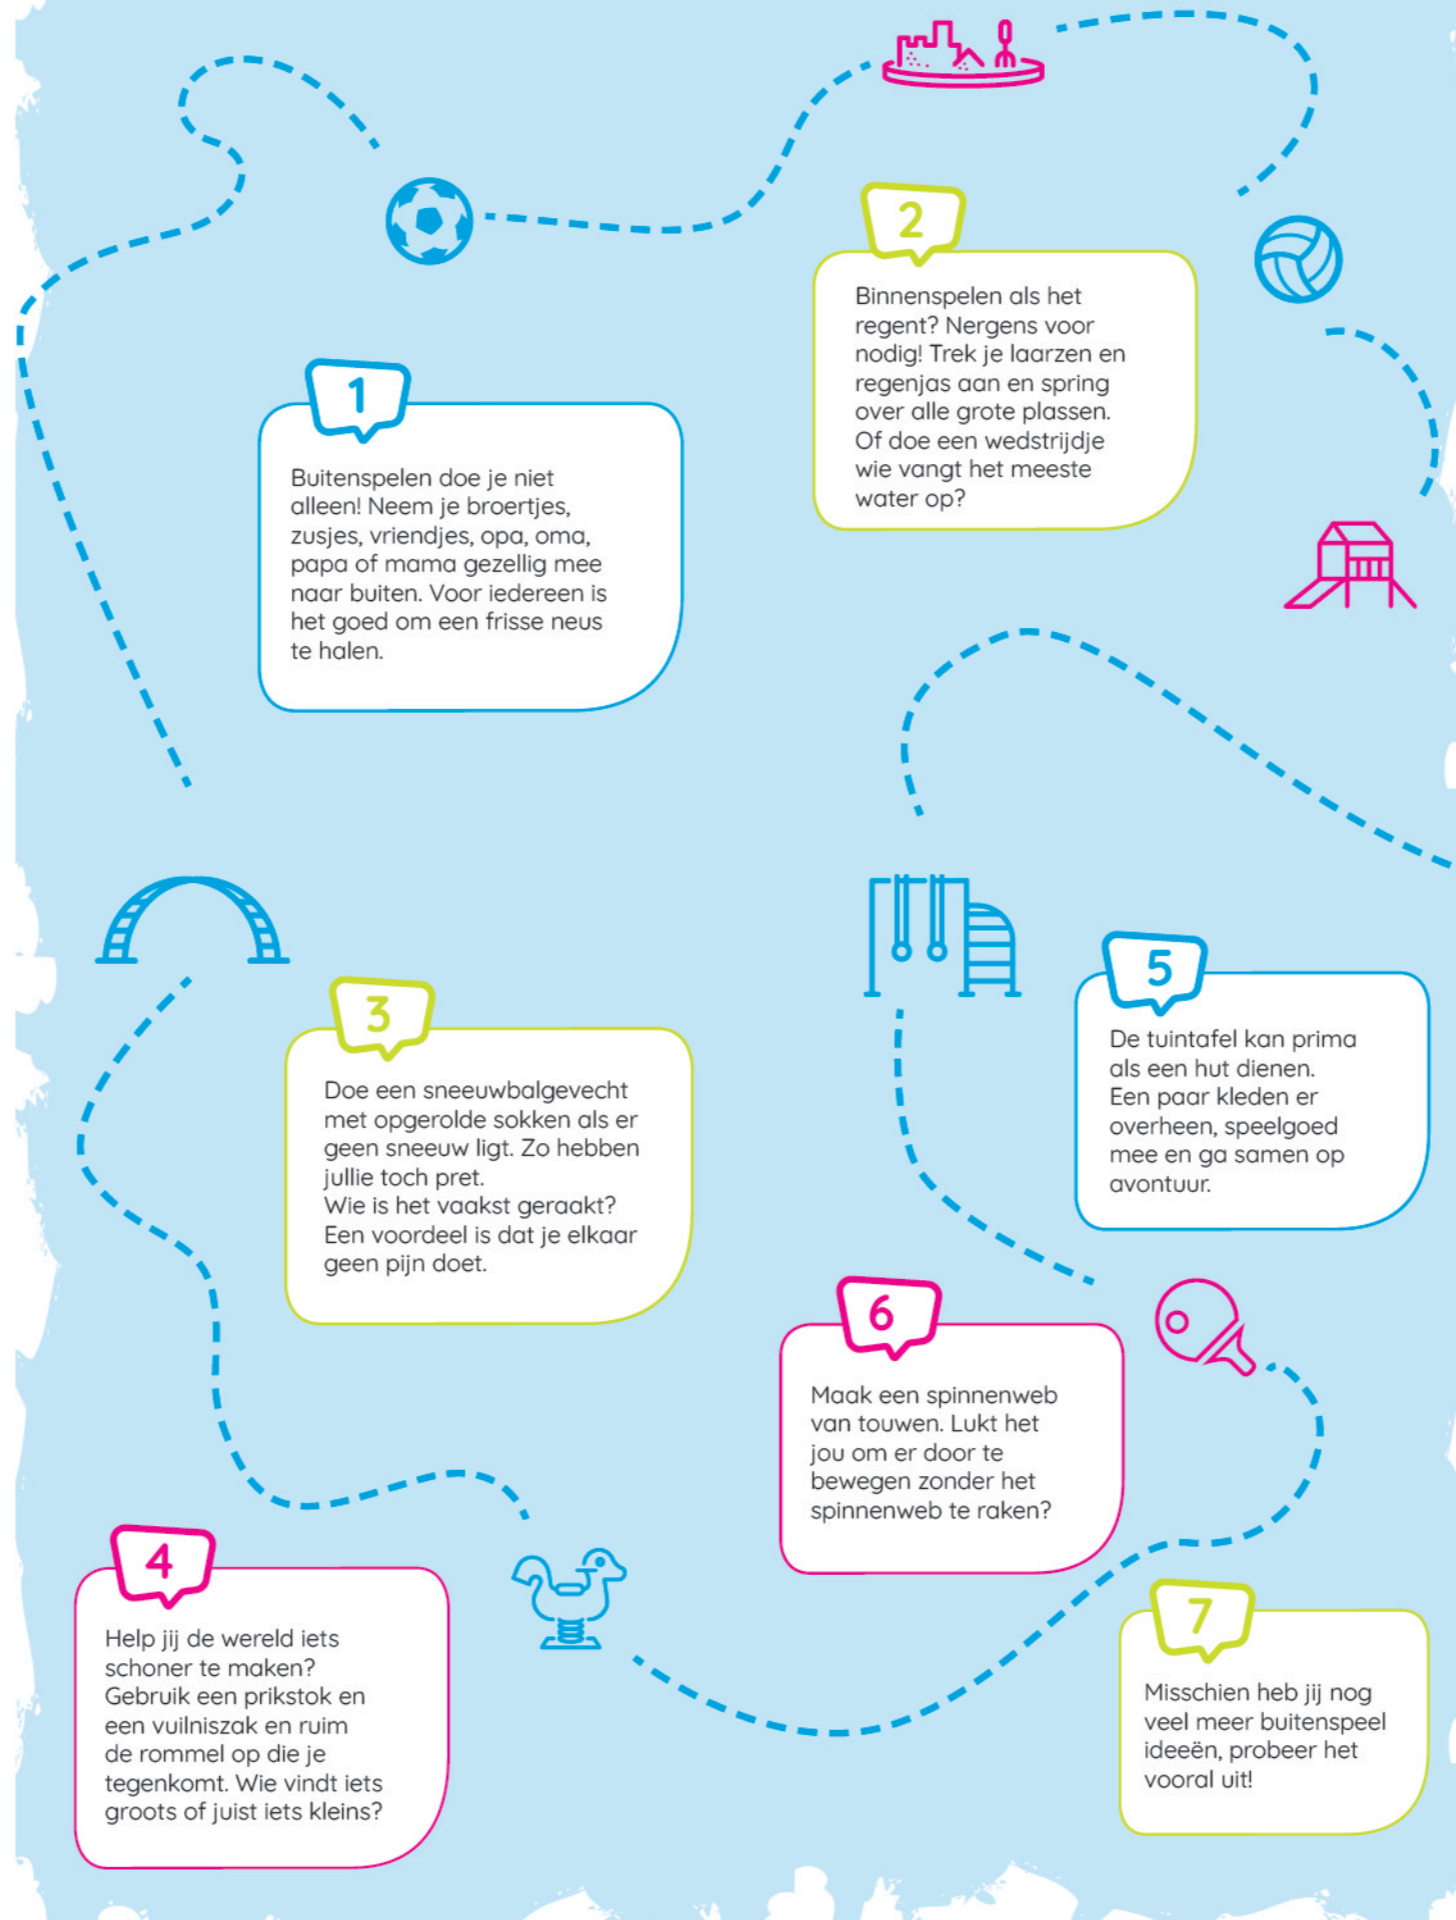 1
Buitenspelen doe je niet
alleen! Neem je broertjes,
zusjes, vriendjes, opa, oma,
papa of mama gezellig mee
naar buiten. Voor iedereen is
het goed om een frisse neus
te halen.
2
Binnenspelen als het
regent? Nergens voor
nodig! Trek je laarzen en
regenjas aan en spring
over alle grote plassen.
Of doe een wedstrijdje
wie vangt het meeste
water op?
3
Doe een sneeuwbalgevecht
met opgerolde sokken als er
geen sneeuw ligt. Zo hebben
jullie toch pret.
Wie is het vaakst geraakt?
Een voordeel is dat je elkaar
geen pijn doet.
4
Help jij de wereld iets
schoner te maken?
Gebruik een prikstok en
een vuilniszak en ruim
de rommel op die je
tegenkomt. Wie vindt iets
groots of juist iets kleins?
5
De tuintafel kan prima
als een hut dienen.
Een paar kleden er
overheen, speelgoed
mee en ga samen op
avontuur.
6
Maak een spinnenweb
van touwen. Lukt het
jou om er door te
bewegen zonder het
spinnenweb te raken?
7
Misschien heb jij nog
veel meer buitenspeel
ideeën, probeer het
vooral uit!